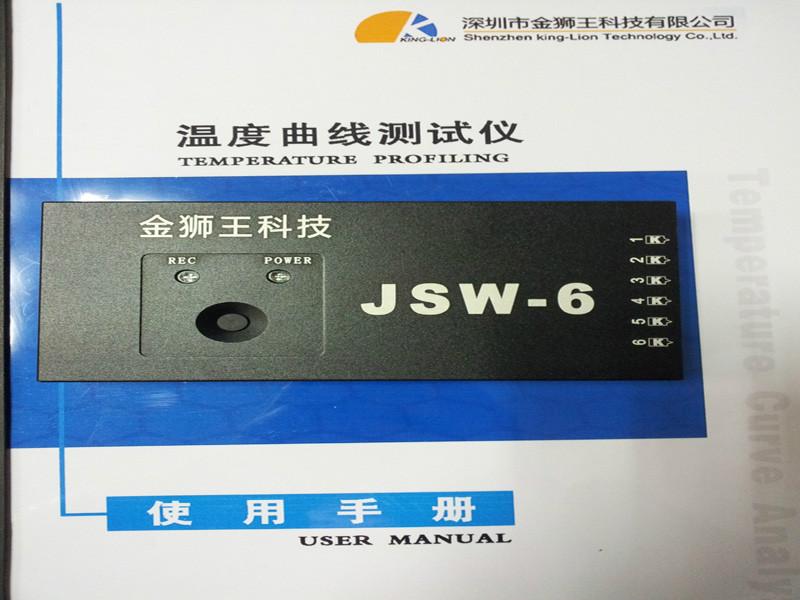 KING-LION
深圳市金狮王科技有限公司
Shenzhen king-Lion Technology Co.,Ltd.
温度曲线测试仪
TEMPERATURE PROFILING
金狮王科技
REC
POWER
JSW-6
1 K
2 K
3 K
4 K
5 K
6 K
Temperature Curve Analy
使用手册
USER MANUAL